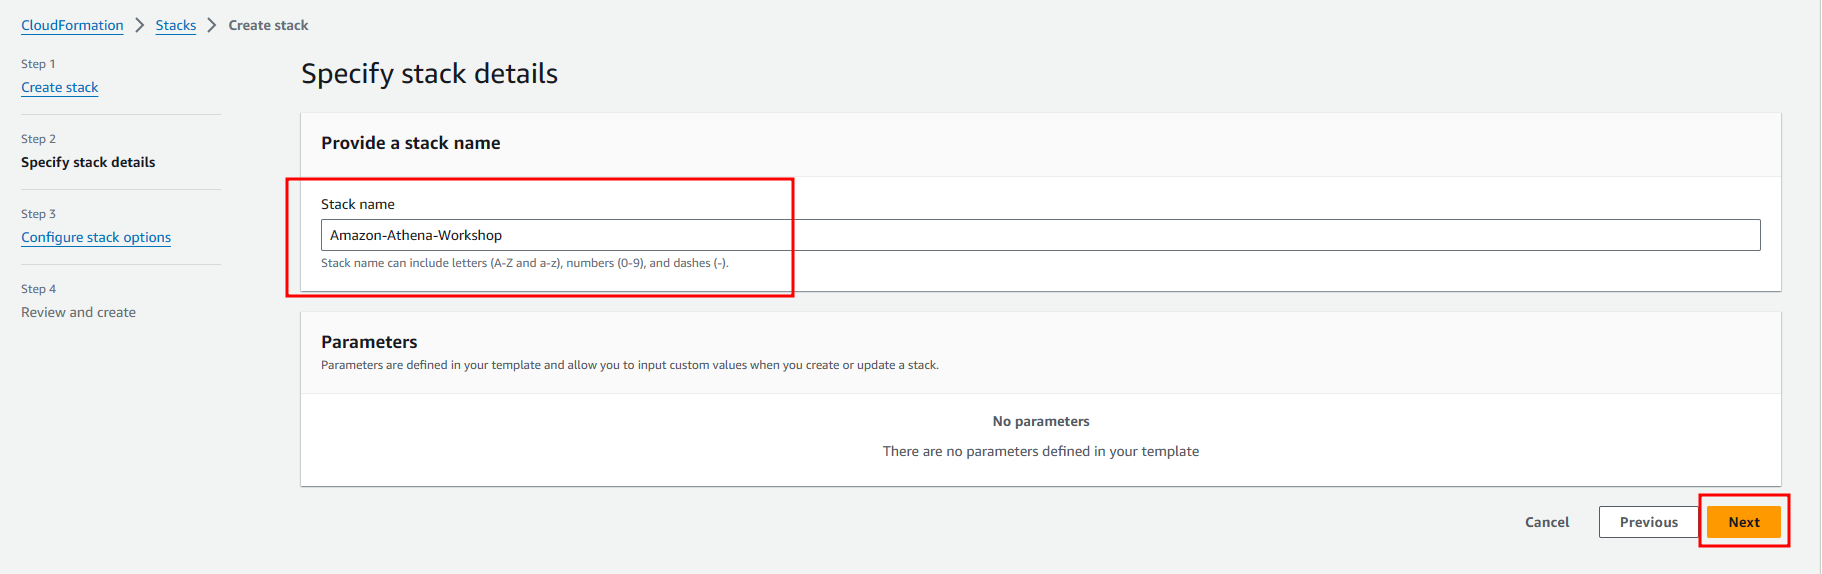 CloudFormation > Stacks > Create stack
Step 1
Create stack
Step 2
Specify stack details
Step 3
Configure stack options
Step 4
Review and create
Specify stack details
Provide a stack name
Stack name
Amazon-Athena-Workshop
Stack name can include letters (A-Z and a-z), numbers (0-9), and dashes (-).
Parameters
Parameters are defined in your template and allow you to input custom values when you create or update a stack.
No parameters
There are no parameters defined in your template
Cancel Previous Next